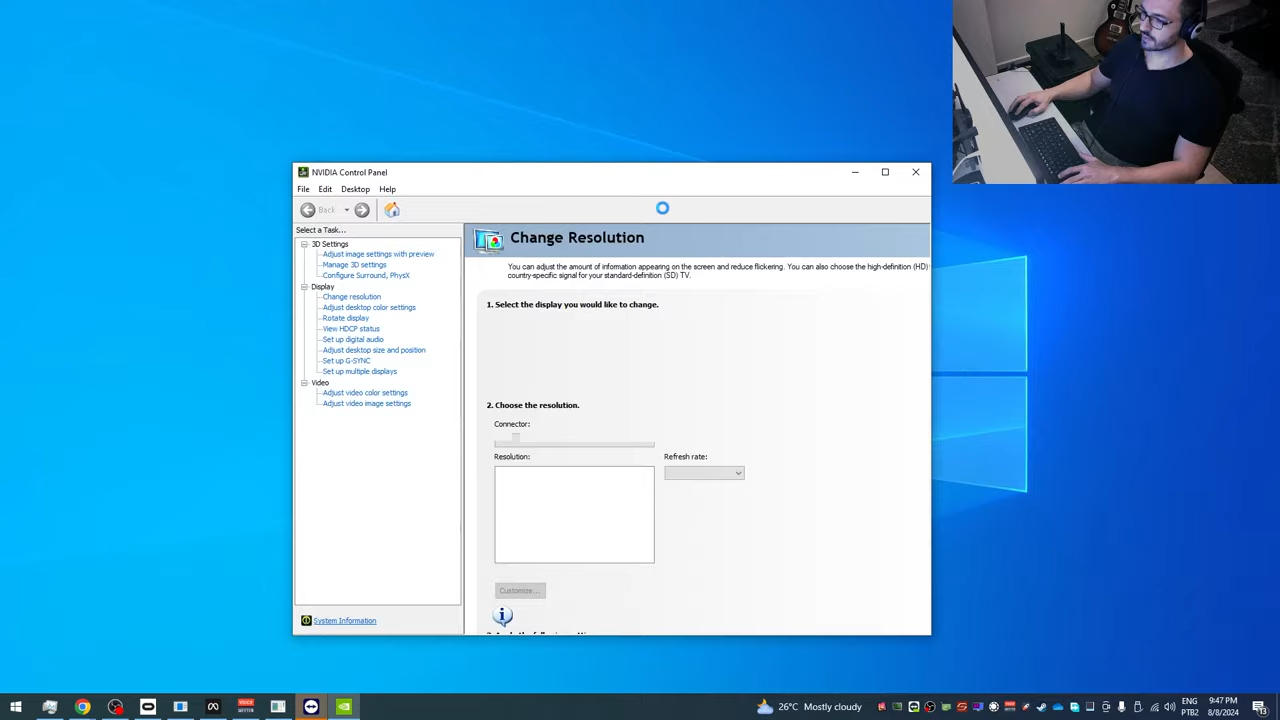 NVIDIA Control Panel
File Edit Desktop Help
Back
Select a Task...
3D Settings
Adjust image settings with preview
Manage 3D settings
Configure Surround, PhysX
Display
Change resolution
Adjust desktop color settings
Rotate display
View HDCP status
Set up digital audio
Adjust desktop size and position
Set up G-SYNC
Set up multiple displays
Video
Adjust video color settings
Adjust video image settings
System Information
Change Resolution
You can adjust the amount of information appearing on the screen and reduce flickering. You can also choose the high-definition (HD)
country-specific signal for your standard-definition (SD) TV.
1. Select the display you would like to change.
2. Choose the resolution.
Connector:
Resolution:
Refresh rate:
Customize...
26°C Mostly cloudy
ENG
PTB2
9:47 PM
8/8/2024